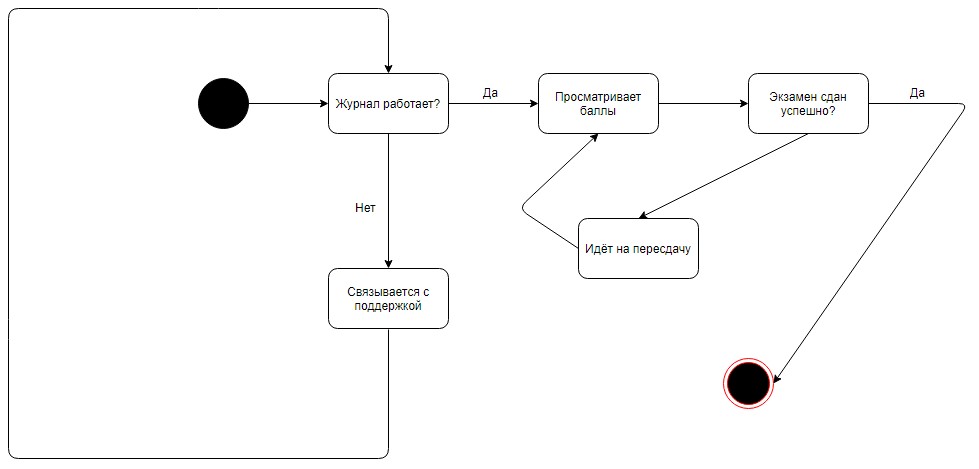 Журнал работает?
Да
Просматривает
баллы
Экзамен сдан
успешно?
Да
Нет
Идёт на пересдачу
Связывается с
поддержкой